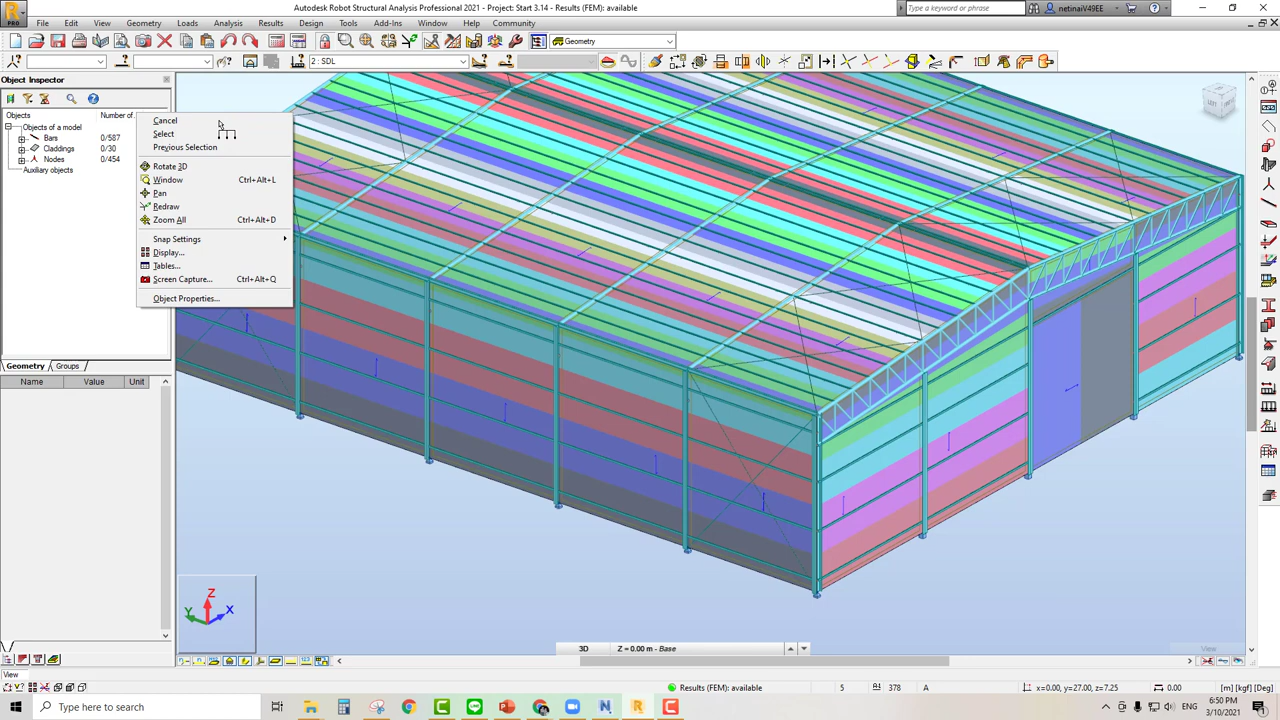 Autodesk Robot Structural Analysis Professional 2021 - Project: Start 3.14 - Results (FEM): available
Type a keyword or phrase
netinaiV49EE
PRO
File Edit View Geometry Loads Analysis Results Design Tools Add-Ins Window Help Community
Geometry
2 : SDL
Object Inspector
Objects Number of
Objects of a model
Bars 0/587
Claddings 0/30
Nodes 0/454
Auxiliary objects
Cancel
Select
Previous Selection
Rotate 3D
Window Ctrl+Alt+L
Pan
Redraw
Zoom All Ctrl+Alt+D
Snap Settings
Display...
Tables...
Screen Capture... Ctrl+Alt+Q
Object Properties...
LEFT
Geometry Groups
Name Value Unit
Z
Y X
3D Z = 0.00 m - Base
View
View
Results (FEM): available 5 378 A x=0.00, y=27.00, z=7.25 0.00 [m] [kgf] [Deg]
Type here to search
ENG
6:50 PM
3/10/2021